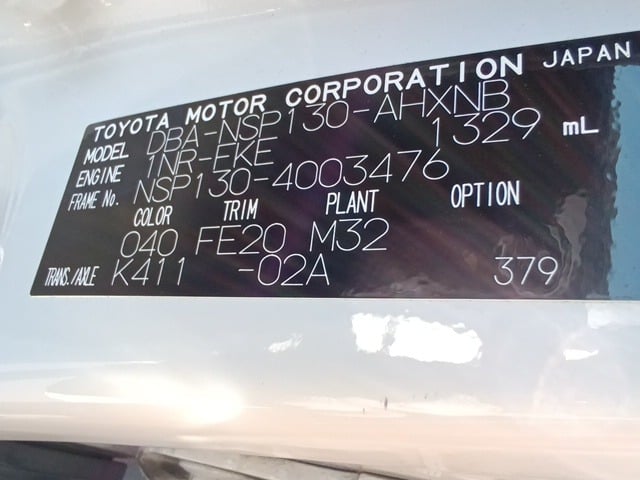 TOYOTA MOTOR CORPORATION JAPAN
MODEL DBA-NSP130-AHXNB
ENGINE 1NR-FKE 1329 mL
FRAME No. NSP130-4003476
COLOR TRIM PLANT OPTION
040 FE20 M32
TRANS./AXLE K411 -02A 379